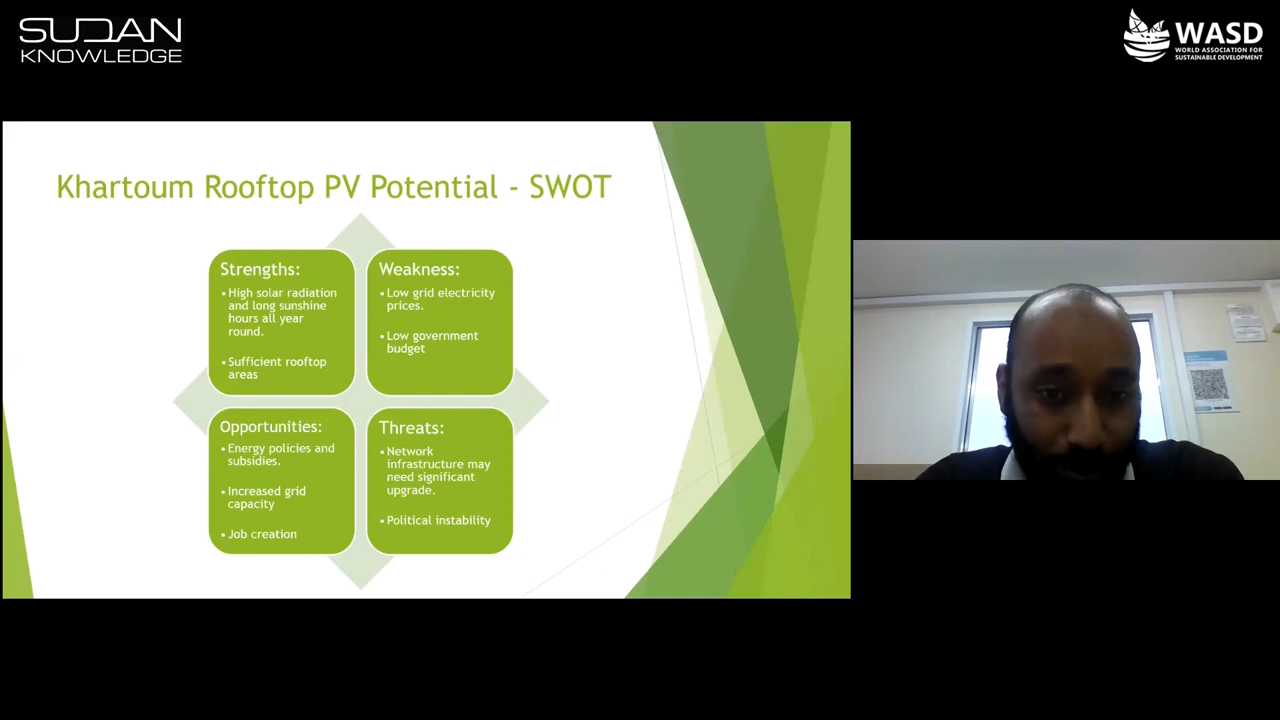 SUDAN
KNOWLEDGE
WASD
WORLD ASSOCIATION FOR
SUSTAINABLE DEVELOPMENT
Khartoum Rooftop PV Potential - SWOT
Strengths:
• High solar radiation
and long sunshine
hours all year
round.
• Sufficient rooftop
areas
Weakness:
• Low grid electricity
prices.
• Low government
budget
Opportunities:
• Energy policies and
subsidies.
• Increased grid
capacity
• Job creation
Threats:
• Network
infrastructure may
need significant
upgrade.
• Political instability